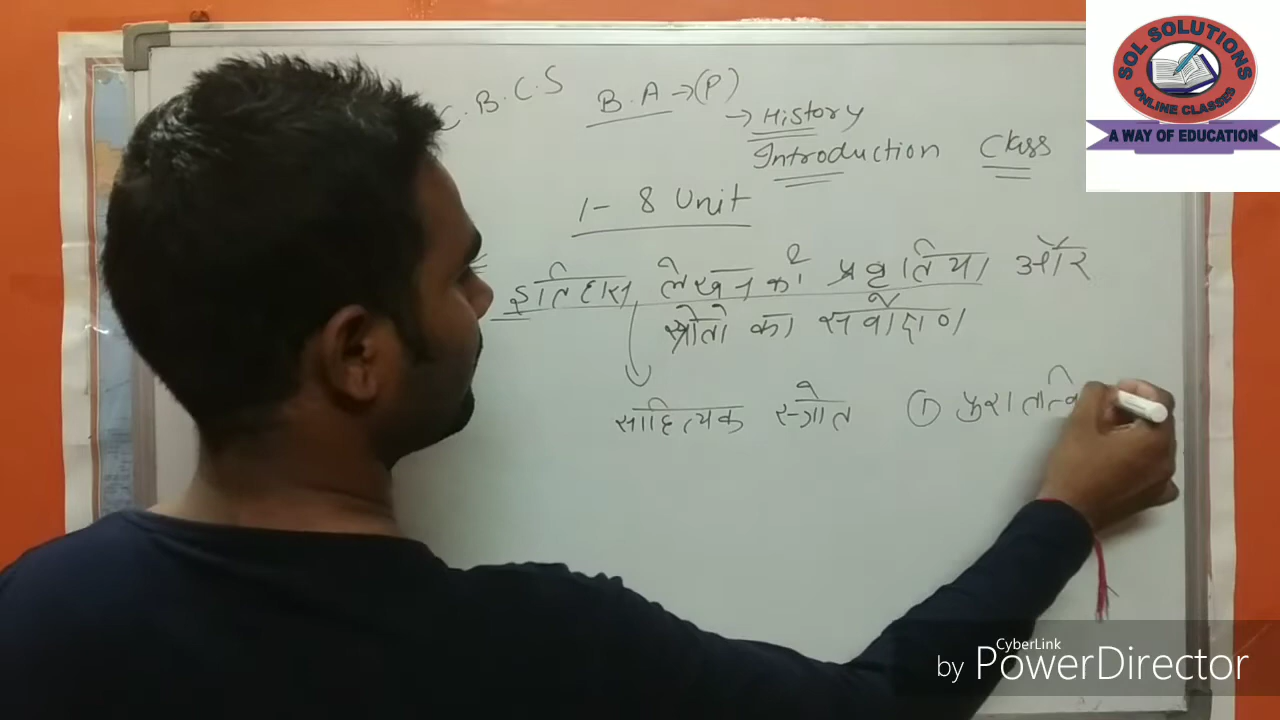 C.B.C.S B.A →(P)
→ History
Introduction Class
1- 8 Unit
इतिहास लेखन की प्रवृतिया और
स्त्रोतो का सर्वेक्षण
साहित्यक स्त्रोत ① पुरातात्वि
SOL SOLUTIONS
ONLINE CLASSES
A WAY OF EDUCATION
CyberLink
by PowerDirector